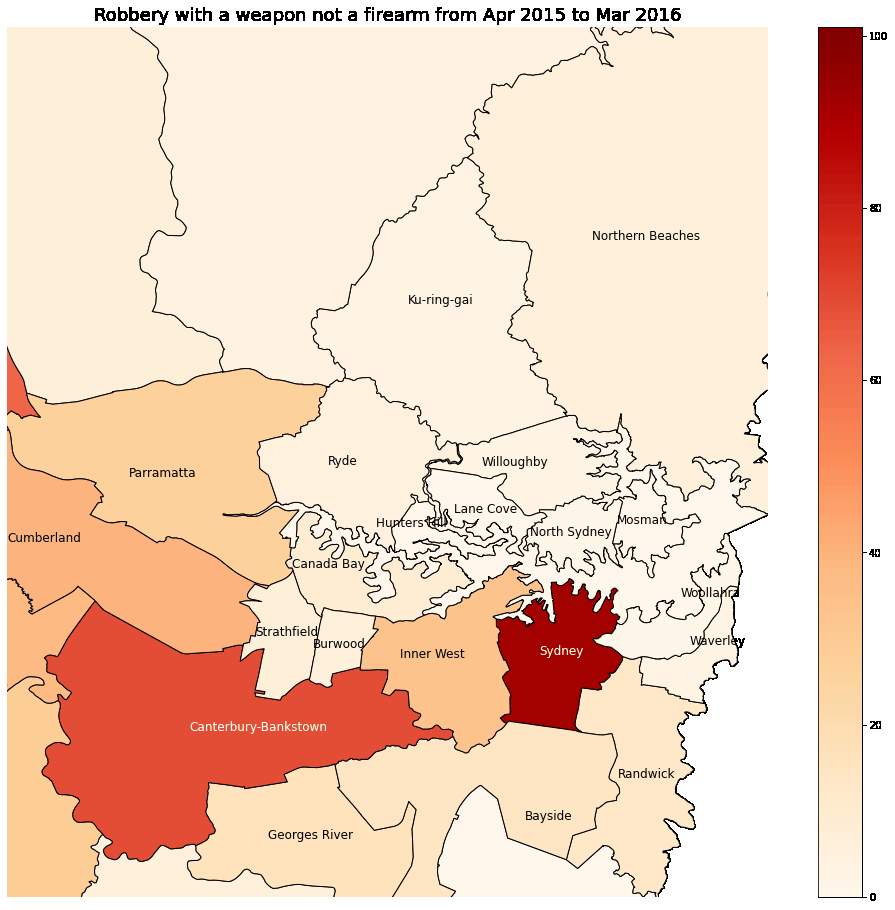 Robbery with a weapon not a firearm from Apr 2015 to Mar 2016
100
80
60
40
20
0
Northern Beaches
Ku-ring-gai
Ryde
Willoughby
Parramatta
Lane Cove
Hunters Hill
Mosman
North Sydney
Cumberland
Canada Bay
Woollahra
Strathfield
Burwood
Waverley
Inner West
Sydney
Canterbury-Bankstown
Randwick
Bayside
Georges River